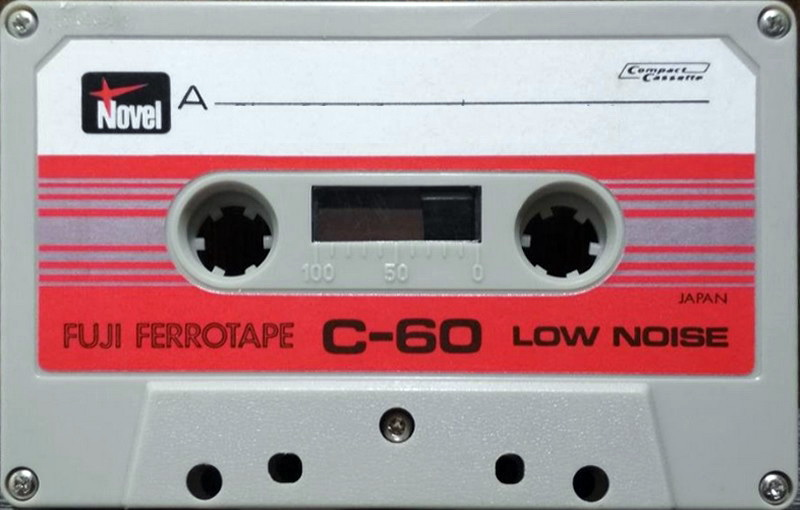 Novel
A
Compact
Cassette
100 50 0
JAPAN
FUJI FERROTAPE C-60 LOW NOISE